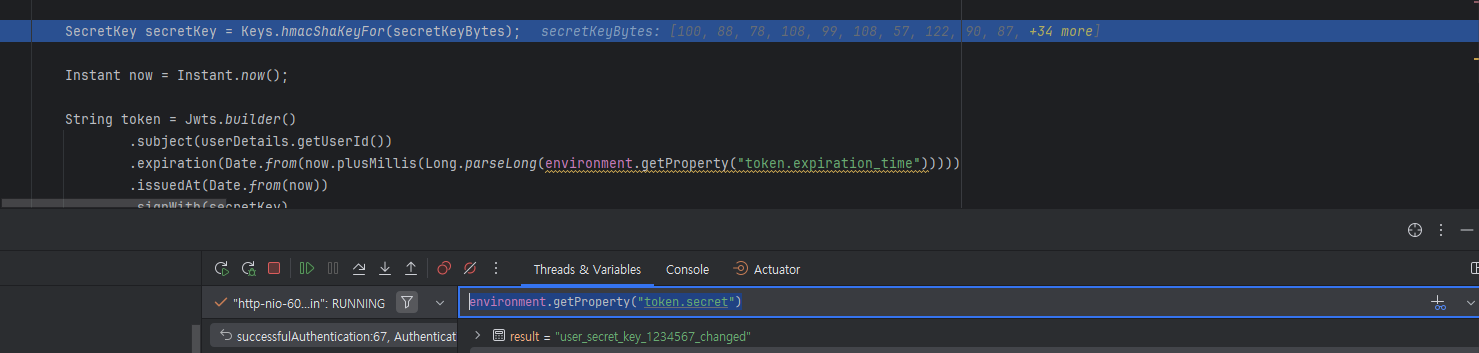 SecretKey secretKey = Keys.hmacShaKeyFor(secretKeyBytes);   secretKeyBytes: [100, 88, 78, 108, 99, 108, 57, 122, 90, 87, +34 more]
Instant now = Instant.now();
String token = Jwts.builder()
.subject(userDetails.getUserId())
.expiration(Date.from(now.plusMillis(Long.parseLong(environment.getProperty("token.expiration_time")))))
.issuedAt(Date.from(now))
.signWith(secretKey)
Threads & Variables   Console   Actuator
"http-nio-60...in": RUNNING
environment.getProperty("token.secret")
successfulAuthentication:67, Authenticat
result = "user_secret_key_1234567_changed"